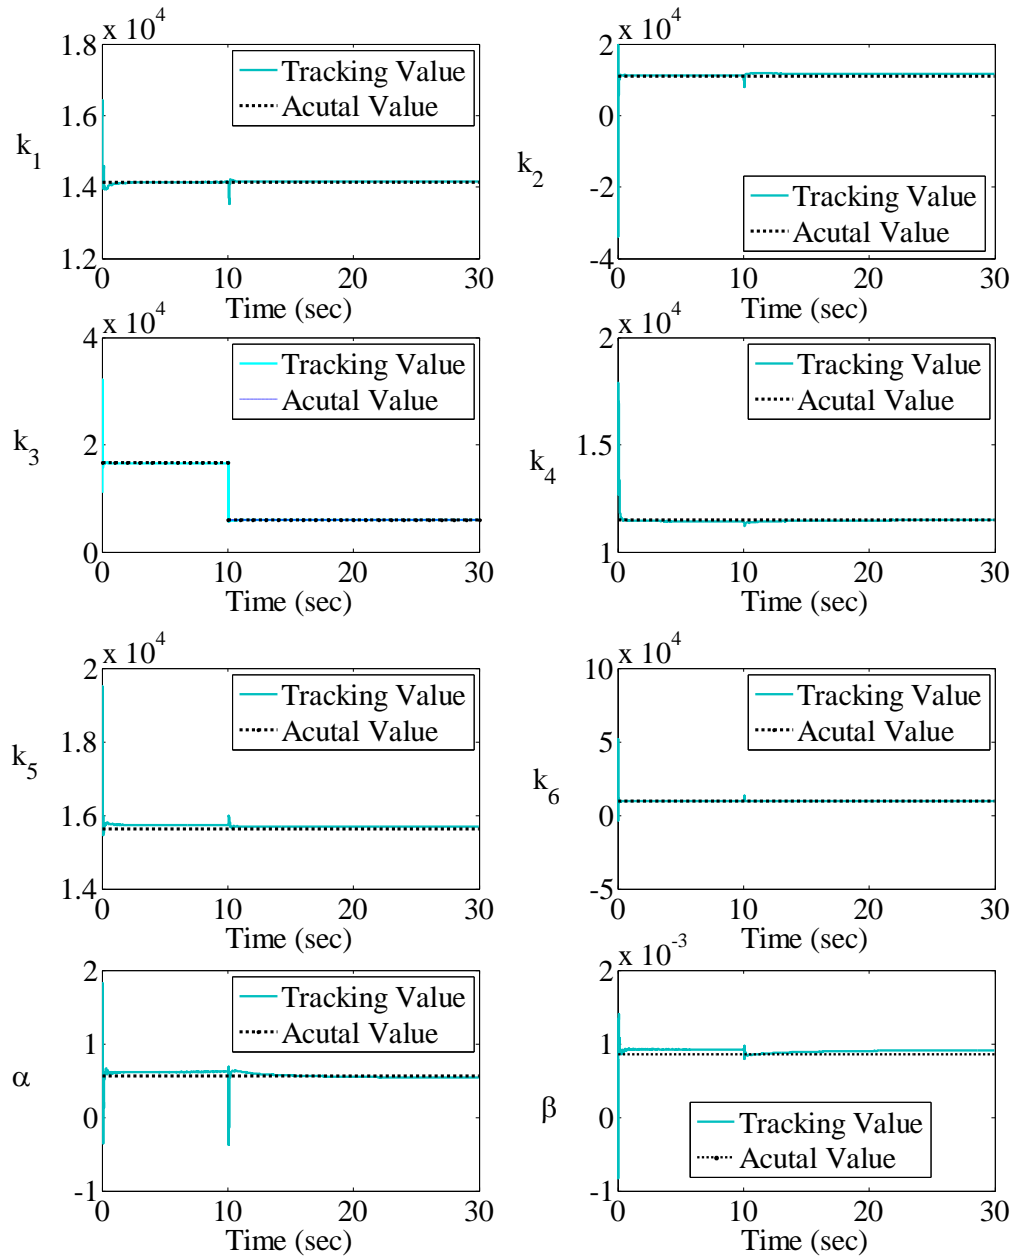 x 10^4
1.8
1.6
k_1
1.4
1.2
0 10 20 30
Time (sec)
Tracking Value
Acutal Value
x 10^4
2
0
k_2
-2
-4
0 10 20 30
Time (sec)
Tracking Value
Acutal Value
x 10^4
4
k_3
2
0
0 10 20 30
Time (sec)
Tracking Value
Acutal Value
x 10^4
2
1.5
k_4
1
0 10 20 30
Time (sec)
Tracking Value
Acutal Value
x 10^4
2
1.8
k_5
1.6
1.4
0 10 20 30
Time (sec)
Tracking Value
Acutal Value
x 10^4
10
5
k_6
0
-5
0 10 20 30
Time (sec)
Tracking Value
Acutal Value
2
1
α
0
-1
0 10 20 30
Time (sec)
Tracking Value
Acutal Value
x 10^-3
2
1
β
0
-1
0 10 20 30
Time (sec)
Tracking Value
Acutal Value